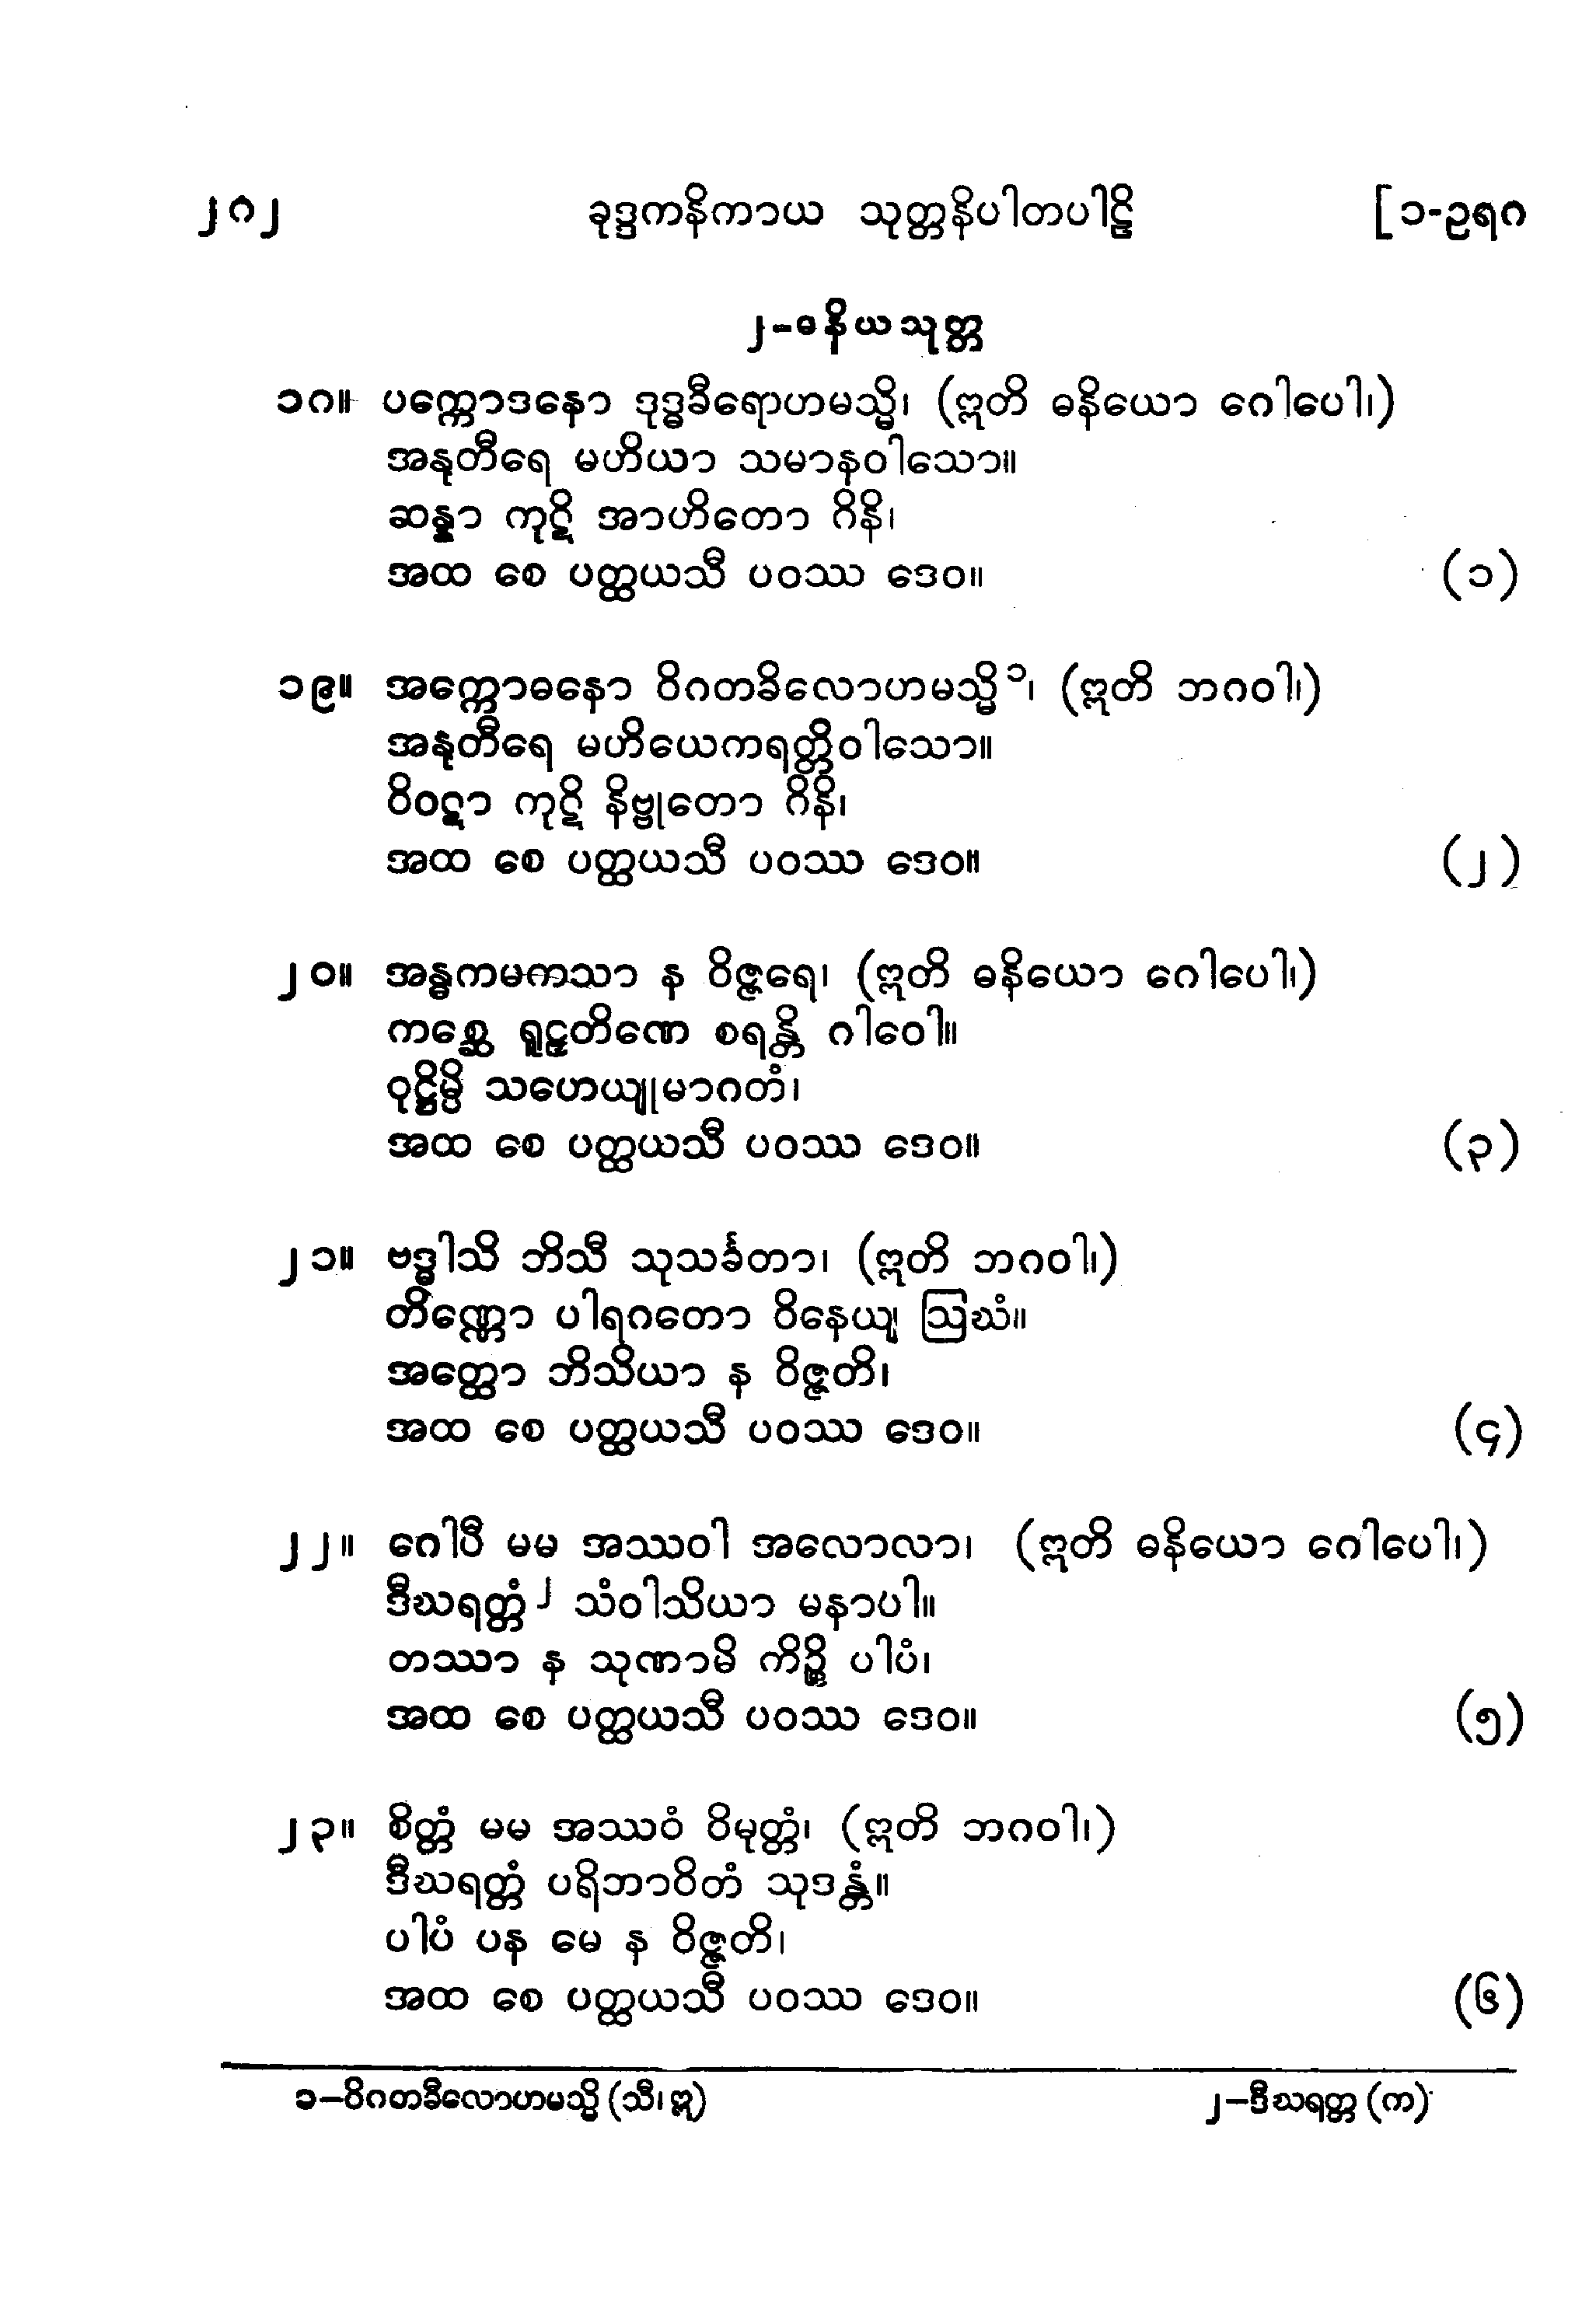 ၂၈၂ ခုဒ္ဒကနိကာယ သုတ္တနိပါတပါဠိ [၁-ဥရဂ
၂-ဓနိယသုတ္တ
၁၈။ ပက္ကောဒနော ဒုဒ္ဓခီရောဟမသ္မိ၊ (ဣတိ ဓနိယော ဂေါပေါ၊)
အနုတီရေ မဟိယာ သမာနဝါသော။
ဆန္နာ ကုဋိ အာဟိတော ဂိနိ၊
အထ စေ ပတ္ထယသီ ပဝဿ ဒေဝ။ (၁)
၁၉။ အက္ကောဓနော ဝိဂတခိလောဟမသ္မိ ၁၊ (ဣတိ ဘဂဝါ၊)
အနုတီရေ မဟိယေကရတ္တိဝါသော။
ဝိဝဋာ ကုဋိ နိဗ္ဗုတော ဂိနိ၊
အထ စေ ပတ္ထယသီ ပဝဿ ဒေဝ။ (၂)
၂၀။ အန္ဓကမကသာ န ဝိဇ္ဇရေ၊ (ဣတိ ဓနိယော ဂေါပေါ၊)
ကစ္ဆေ ရူဠှတိဏေ စရန္တိ ဂါဝေါ။
ဝုဋ္ဌိမ္ပိ သဟေယျုမာဂတံ၊
အထ စေ ပတ္ထယသီ ပဝဿ ဒေဝ။ (၃)
၂၁။ ဗဒ္ဓါသိ ဘိသီ သုသင်္ခတာ၊ (ဣတိ ဘဂဝါ၊)
တိဏ္ဏော ပါရဂတော ဝိနေယျ ဩဃံ။
အတ္ထော ဘိသိယာ န ဝိဇ္ဇတိ၊
အထ စေ ပတ္ထယသီ ပဝဿ ဒေဝ။ (၄)
၂၂။ ဂေါပီ မမ အဿဝါ အလောလာ၊ (ဣတိ ဓနိယော ဂေါပေါ၊)
ဒီဃရတ္တံ ၂ သံဝါသိယာ မနာပါ။
တဿာ န သုဏာမိ ကိဉ္စိ ပါပံ၊
အထ စေ ပတ္ထယသီ ပဝဿ ဒေဝ။ (၅)
၂၃။ စိတ္တံ မမ အဿဝံ ဝိမုတ္တံ၊ (ဣတိ ဘဂဝါ၊)
ဒီဃရတ္တံ ပရိဘာဝိတံ သုဒန္တံ။
ပါပံ ပန မေ န ဝိဇ္ဇတိ၊
အထ စေ ပတ္ထယသီ ပဝဿ ဒေဝ။ (၆)
၁−ဝိဂတခီလောဟမသ္မိ (သီ၊ ဣ) ၂−ဒီဃရတ္တ (က)